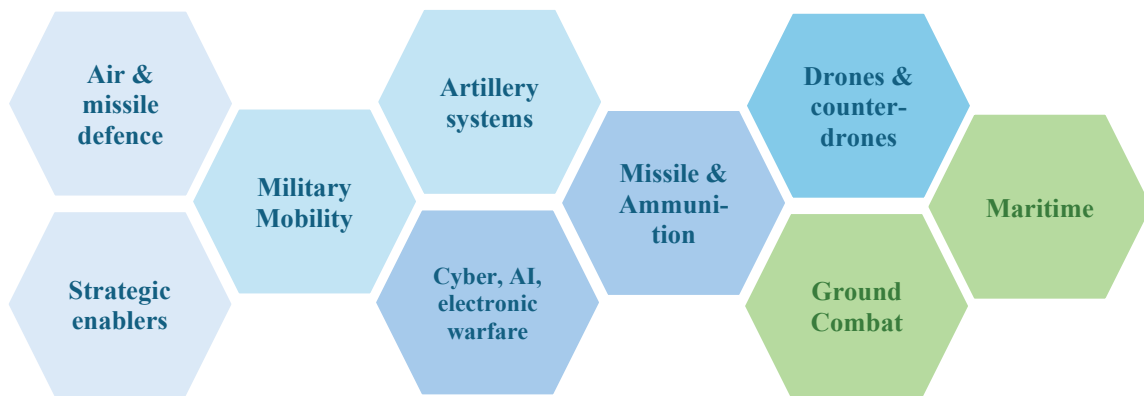 Air &
missile
defence
Strategic
enablers
Military
Mobility
Artillery
systems
Cyber, AI,
electronic
warfare
Missile &
Ammuni-
tion
Drones &
counter-
drones
Ground
Combat
Maritime